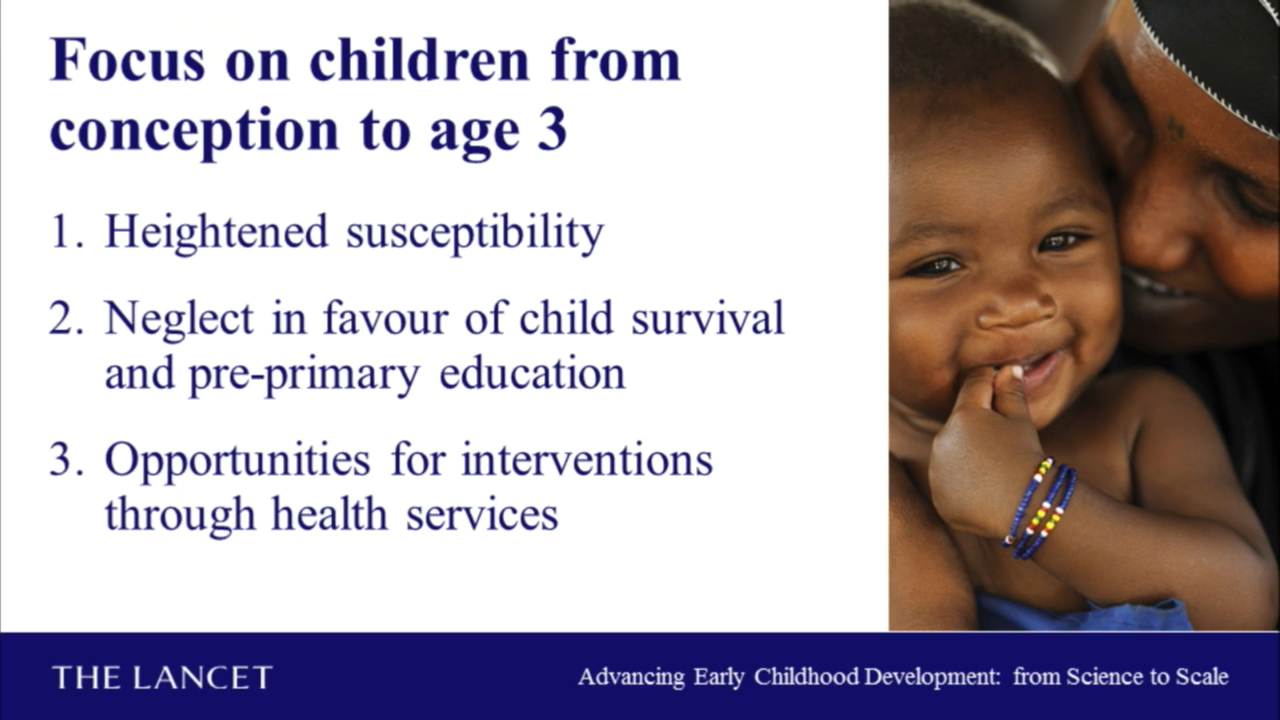 Focus on children from
conception to age 3
1. Heightened susceptibility
2. Neglect in favour of child survival
and pre-primary education
3. Opportunities for interventions
through health services
THE LANCET
Advancing Early Childhood Development: from Science to Scale